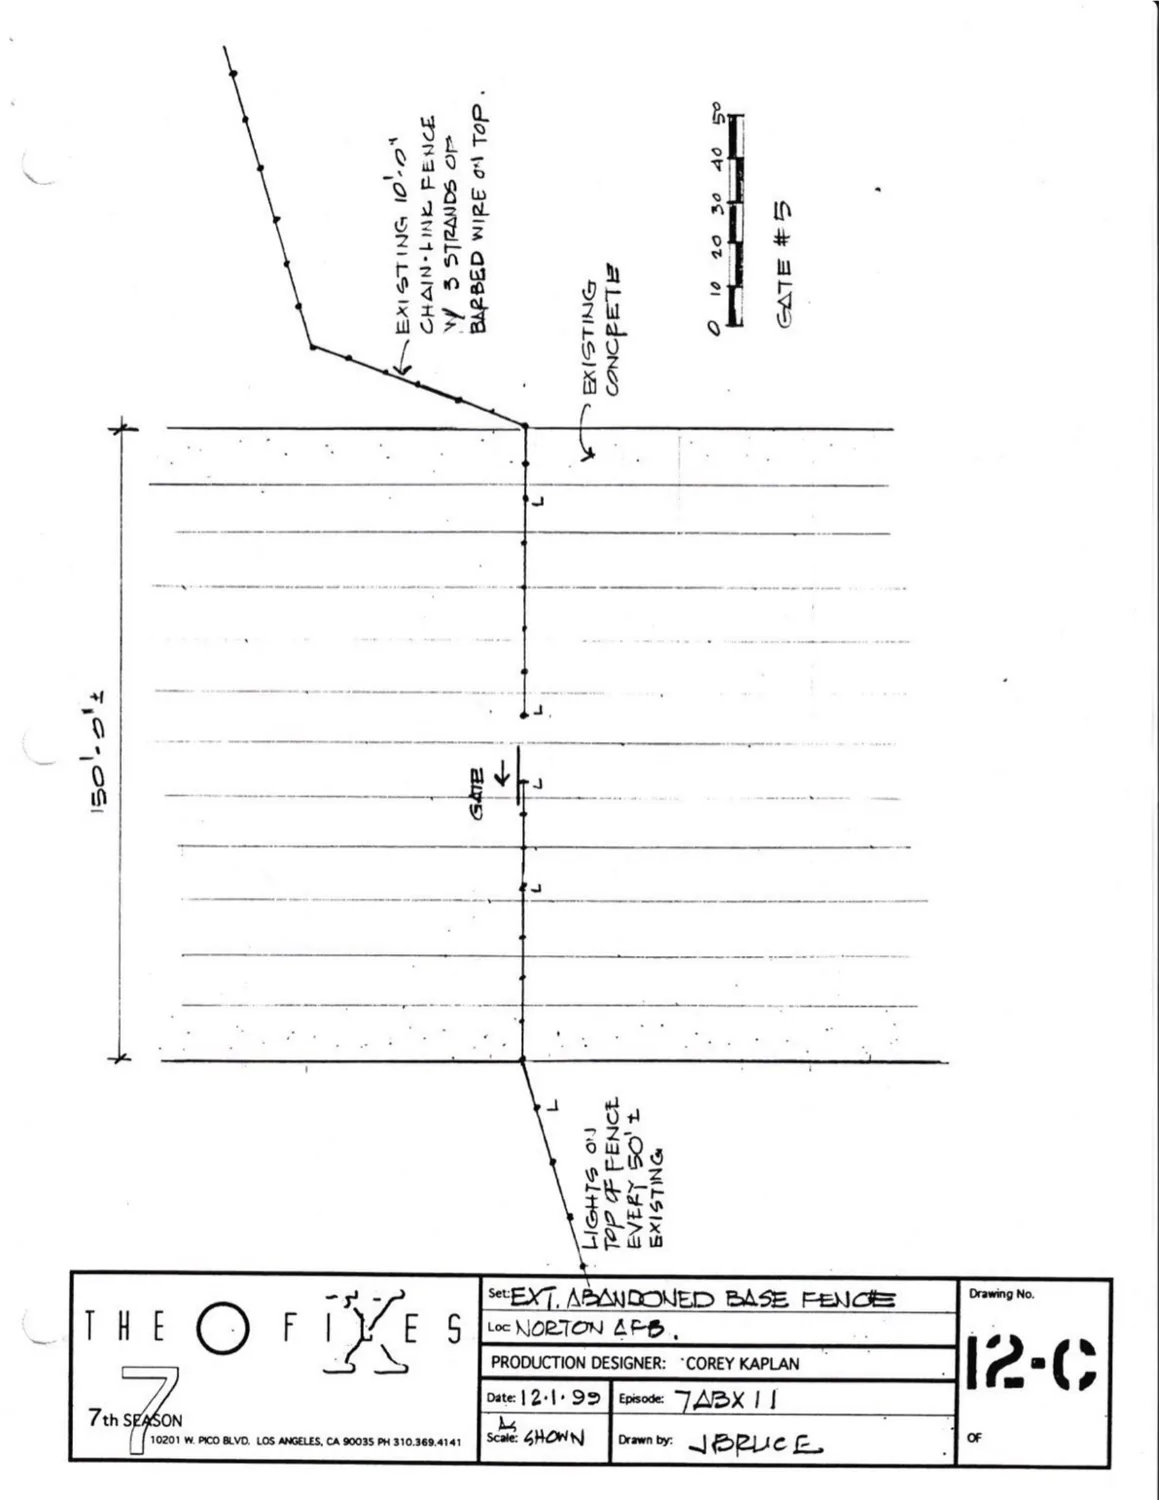 EXISTING 10'-0"
CHAIN-LINK FENCE
W/ 3 STRANDS OF
BARBED WIRE ON TOP.
EXISTING
CONCRETE
0 10 20 30 40 50
GATE #5
150'-0"±
L
L
GATE
L
L
L
LIGHTS ON
TOP OF FENCE
EVERY 50'±
EXISTING
THE X FILES
7
7th SEASON
10201 W. PICO BLVD. LOS ANGELES, CA 90035 PH 310.369.4141
Set: EXT. ABANDONED BASE FENCE
Loc: NORTON AFB.
PRODUCTION DESIGNER: COREY KAPLAN
Date: 12.1.99
Episode: 7ABX11
Scale: AS SHOWN
Drawn by: JBRUCE
Drawing No.
12-C
OF